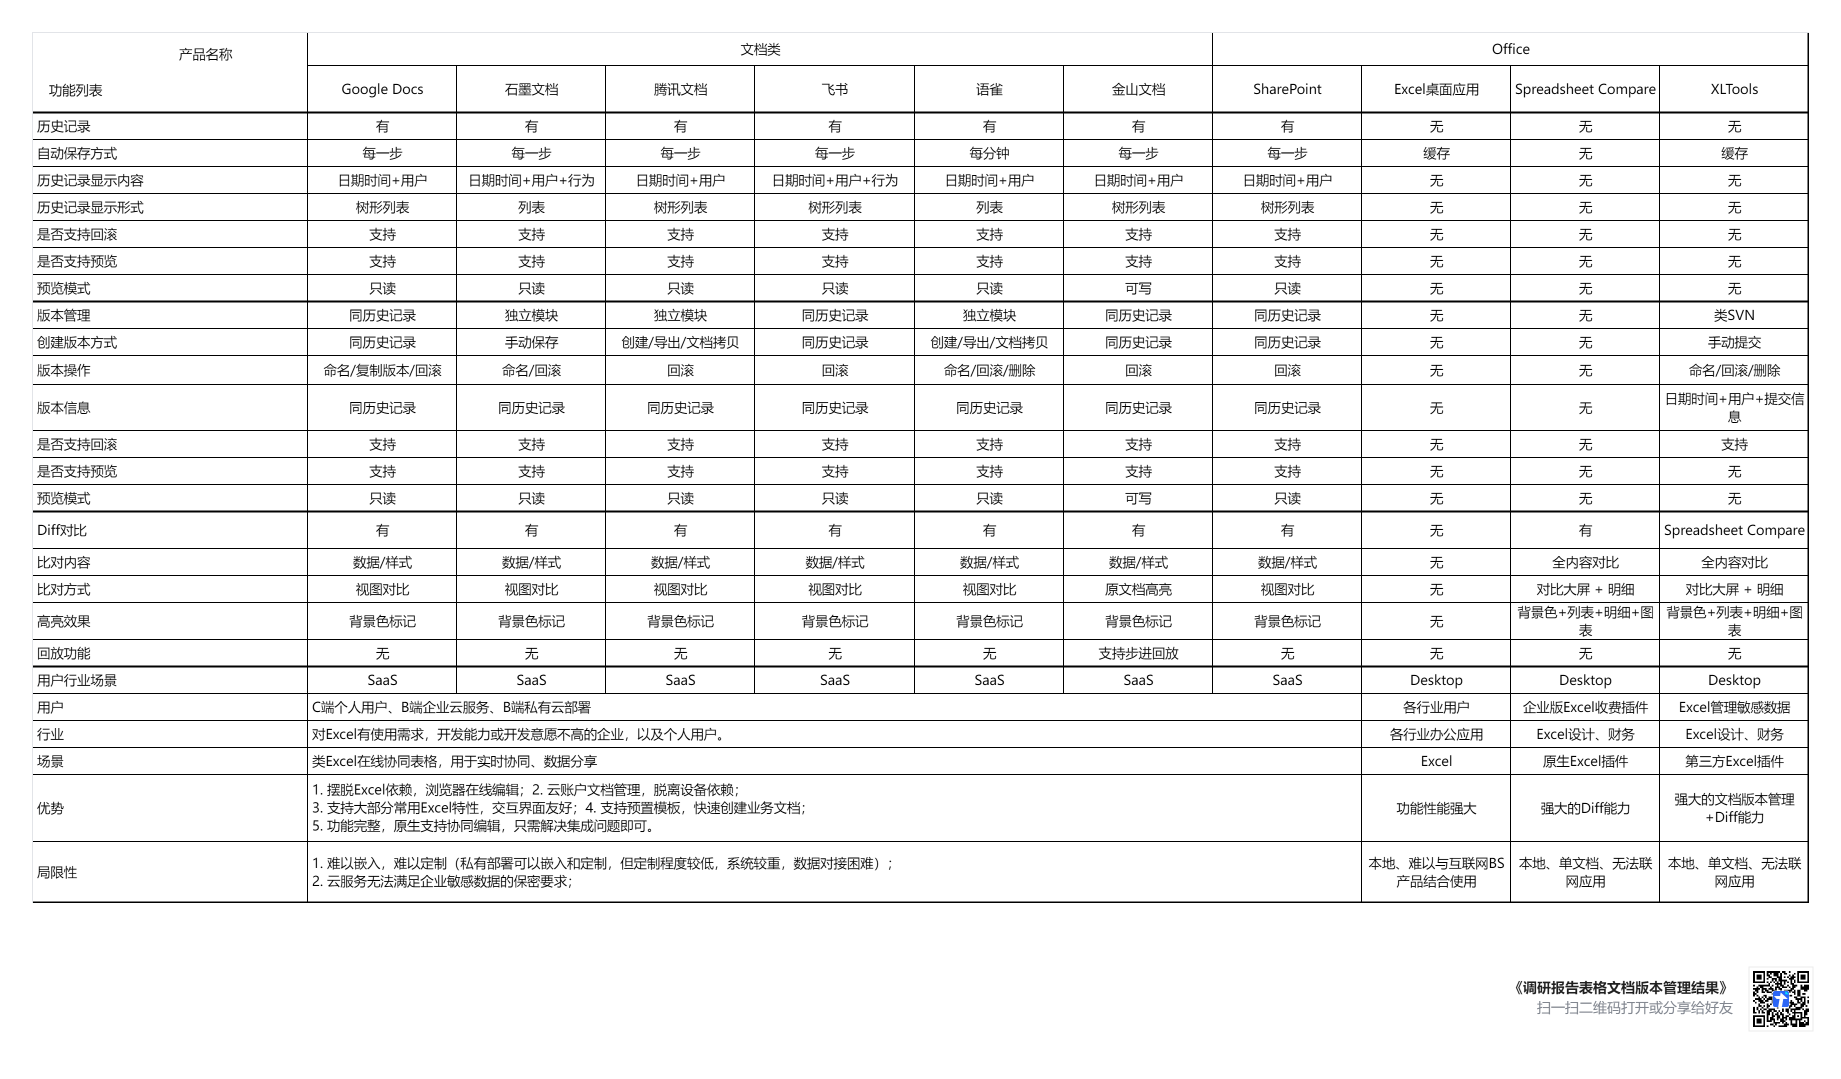 产品名称 文档类 Office
功能列表 Google Docs 石墨文档 腾讯文档 飞书 语雀 金山文档 SharePoint Excel桌面应用 Spreadsheet Compare XLTools
历史记录 有 有 有 有 有 有 有 无 无 无
自动保存方式 每一步 每一步 每一步 每一步 每分钟 每一步 每一步 缓存 无 缓存
历史记录显示内容 日期时间+用户 日期时间+用户+行为 日期时间+用户 日期时间+用户+行为 日期时间+用户 日期时间+用户 日期时间+用户 无 无 无
历史记录显示形式 树形列表 列表 树形列表 树形列表 列表 树形列表 树形列表 无 无 无
是否支持回滚 支持 支持 支持 支持 支持 支持 支持 无 无 无
是否支持预览 支持 支持 支持 支持 支持 支持 支持 无 无 无
预览模式 只读 只读 只读 只读 只读 可写 只读 无 无 无
版本管理 同历史记录 独立模块 独立模块 同历史记录 独立模块 同历史记录 同历史记录 无 无 类SVN
创建版本方式 同历史记录 手动保存 创建/导出/文档拷贝 同历史记录 创建/导出/文档拷贝 同历史记录 同历史记录 无 无 手动提交
版本操作 命名/复制版本/回滚 命名/回滚 回滚 回滚 命名/回滚/删除 回滚 回滚 无 无 命名/回滚/删除
版本信息 同历史记录 同历史记录 同历史记录 同历史记录 同历史记录 同历史记录 同历史记录 无 无 日期时间+用户+提交信
息
是否支持回滚 支持 支持 支持 支持 支持 支持 支持 无 无 支持
是否支持预览 支持 支持 支持 支持 支持 支持 支持 无 无 无
预览模式 只读 只读 只读 只读 只读 可写 只读 无 无 无
Diff对比 有 有 有 有 有 有 有 无 有 Spreadsheet Compare
比对内容 数据/样式 数据/样式 数据/样式 数据/样式 数据/样式 数据/样式 数据/样式 无 全内容对比 全内容对比
比对方式 视图对比 视图对比 视图对比 视图对比 视图对比 原文档高亮 视图对比 无 对比大屏 + 明细 对比大屏 + 明细
高亮效果 背景色标记 背景色标记 背景色标记 背景色标记 背景色标记 背景色标记 背景色标记 无 背景色+列表+明细+图 背景色+列表+明细+图
表 表
回放功能 无 无 无 无 无 支持步进回放 无 无 无 无
用户行业场景 SaaS SaaS SaaS SaaS SaaS SaaS SaaS Desktop Desktop Desktop
用户 C端个人用户、B端企业云服务、B端私有云部署 各行业用户 企业版Excel收费插件 Excel管理敏感数据
行业 对Excel有使用需求，开发能力或开发意愿不高的企业，以及个人用户。 各行业办公应用 Excel设计、财务 Excel设计、财务
场景 类Excel在线协同表格，用于实时协同、数据分享 Excel 原生Excel插件 第三方Excel插件
优势 1. 摆脱Excel依赖，浏览器在线编辑；2. 云账户文档管理，脱离设备依赖；
3. 支持大部分常用Excel特性，交互界面友好；4. 支持预置模板，快速创建业务文档；
5. 功能完整，原生支持协同编辑，只需解决集成问题即可。 功能性能强大 强大的Diff能力 强大的文档版本管理
+Diff能力
局限性 1. 难以嵌入，难以定制（私有部署可以嵌入和定制，但定制程度较低，系统较重，数据对接困难）； 本地、难以与互联网BS 本地、单文档、无法联 本地、单文档、无法联
2. 云服务无法满足企业敏感数据的保密要求； 产品结合使用 网应用 网应用
《调研报告表格文档版本管理结果》
扫一扫二维码打开或分享给好友